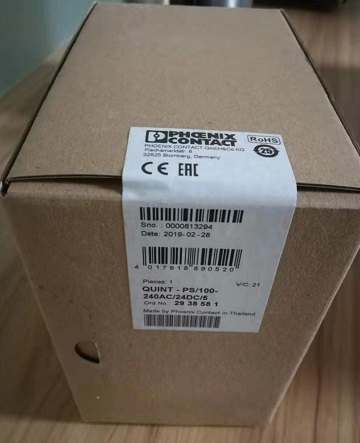 PHOENIX
CONTACT
RoHS
PHOENIX CONTACT GmbH&Co KG
Flachsmarktstr. 8
32825 Blomberg, Germany
25
CE EAC
Sno.: 0000813294
Date: 2019-02-28
4 017918 890520
Pieces: 1
V/C: 21
QUINT - PS/100-
240AC/24DC/5
Ord No.: 29 38 58 1
Made by Phoenix Contact in Thailand